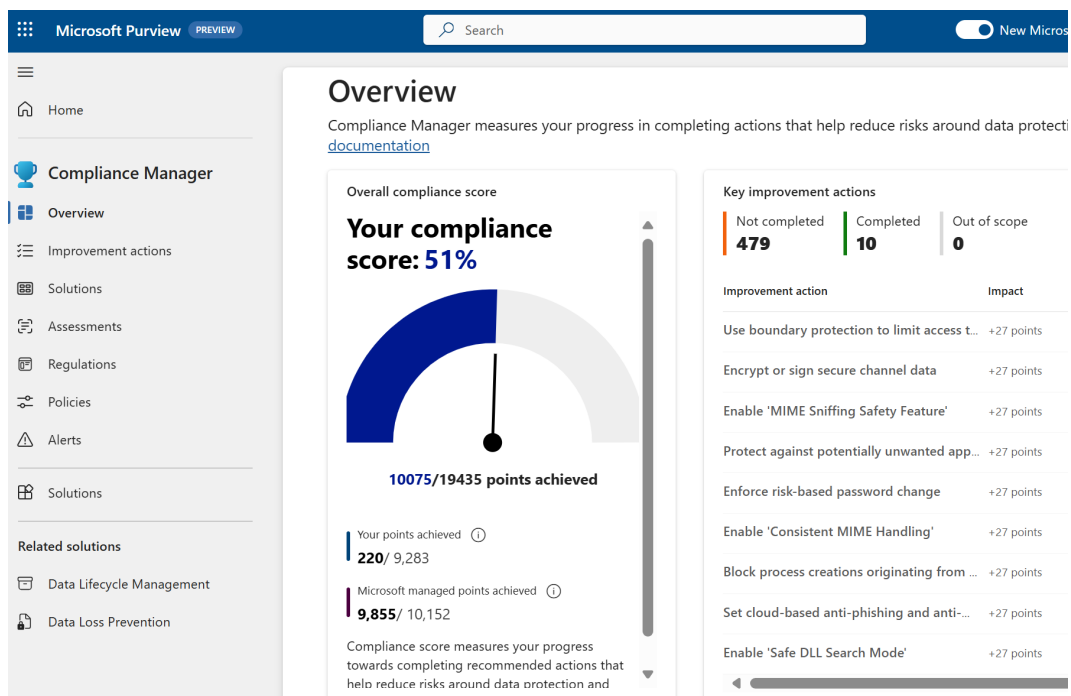 Microsoft Purview PREVIEW
Search
New Micros
Home
Compliance Manager
Overview
Improvement actions
Solutions
Assessments
Regulations
Policies
Alerts
Solutions
Related solutions
Data Lifecycle Management
Data Loss Prevention
Overview
Compliance Manager measures your progress in completing actions that help reduce risks around data protecti
documentation
Overall compliance score
Your compliance
score: 51%
10075/19435 points achieved
Your points achieved
220/ 9,283
Microsoft managed points achieved
9,855/ 10,152
Compliance score measures your progress
towards completing recommended actions that
help reduce risks around data protection and
Key improvement actions
Not completed Completed Out of scope
479 10 0
Improvement action Impact
Use boundary protection to limit access t... +27 points
Encrypt or sign secure channel data +27 points
Enable 'MIME Sniffing Safety Feature' +27 points
Protect against potentially unwanted app... +27 points
Enforce risk-based password change +27 points
Enable 'Consistent MIME Handling' +27 points
Block process creations originating from ... +27 points
Set cloud-based anti-phishing and anti-... +27 points
Enable 'Safe DLL Search Mode' +27 points